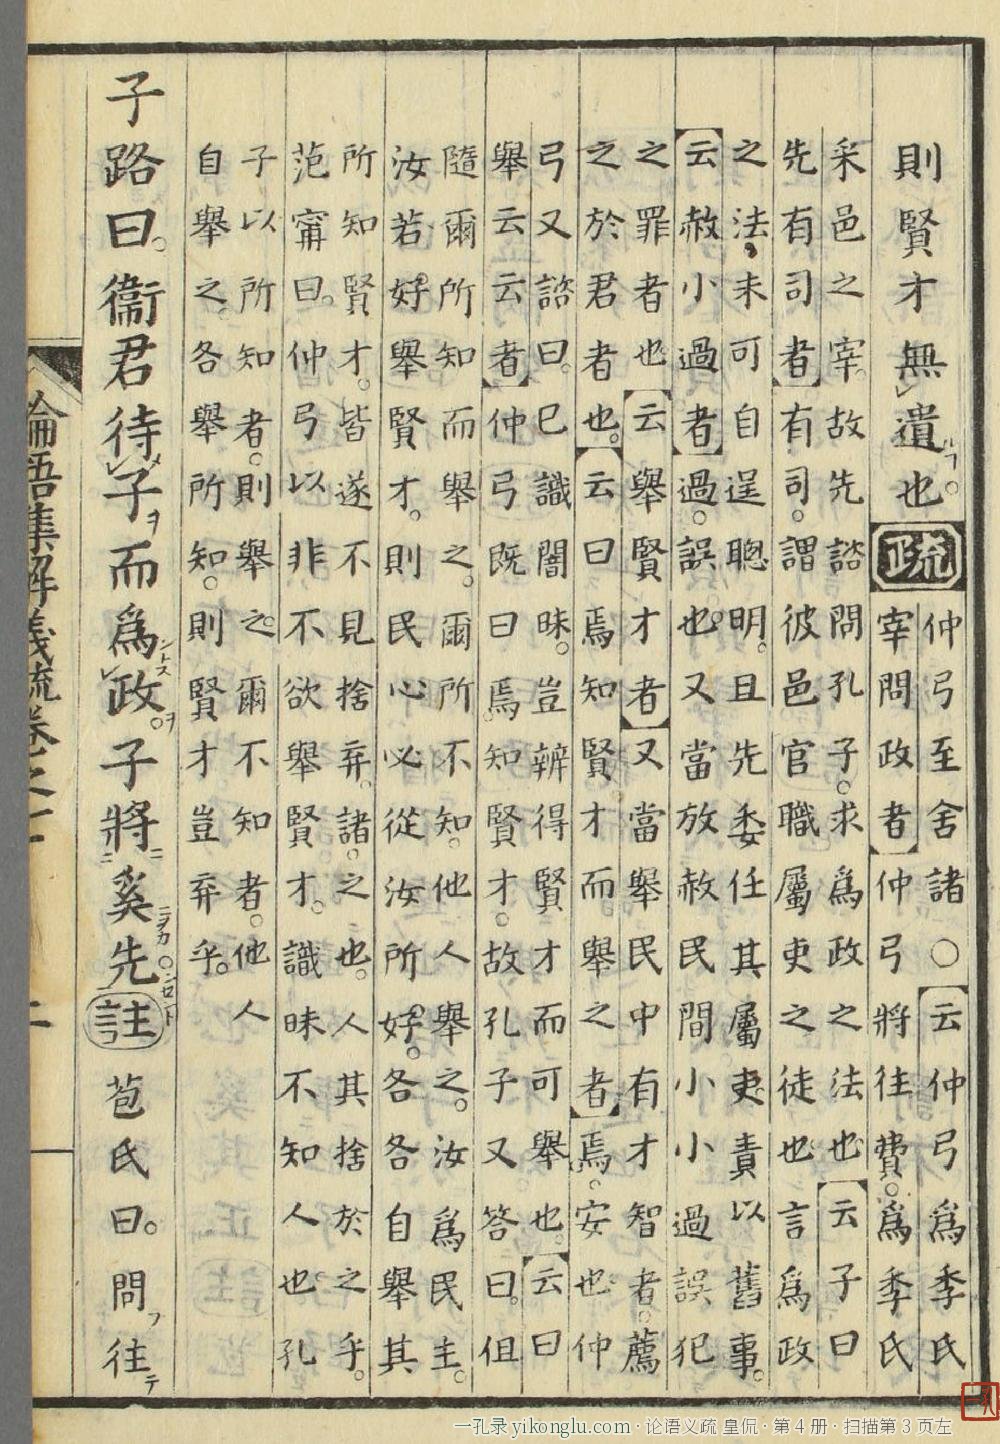 則賢才無遺也。疏
仲弓至舍諸○云仲弓爲季氏
宰問政者仲弓將往費。爲季氏
采邑之宰。故先諮問孔子。求爲政之法也云子曰
先有司者有司。謂彼邑官職屬吏之徒也言爲政
之法,未可自逞聰明。且先委任其屬吏。責以舊事。
云赦小過者過。誤也。又當放赦民間小小過誤犯
之罪者也云舉賢才者又當舉民中有才智者。薦
之於君者也。云曰焉知賢才而舉之者焉。安也仲
弓又諮曰。已識闇昧。豈辨得賢才而可舉也。云曰
舉云云者仲弓既曰焉知賢才。故孔子又答曰。但
隨爾所知而舉之。爾所不知。他人舉之。汝爲民主。
汝若好舉賢才。則民心必從汝所好。各各自舉其
所知賢才。皆遂不見捨弃。諸。之也。人其捨於之乎。
范甯曰。仲弓以非不欲舉賢才。識昧不知人也孔
子以所知者。則舉之。爾不知者。他人
自舉之。各舉所知。則賢才豈弃乎。
子路曰。衞君待子而爲政。子將奚先。註苞氏曰。問往
論語集解義疏卷之七 二
一孔录 yikonglu.com · 论语义疏 皇侃 · 第 4 册 · 扫描第 3 页左